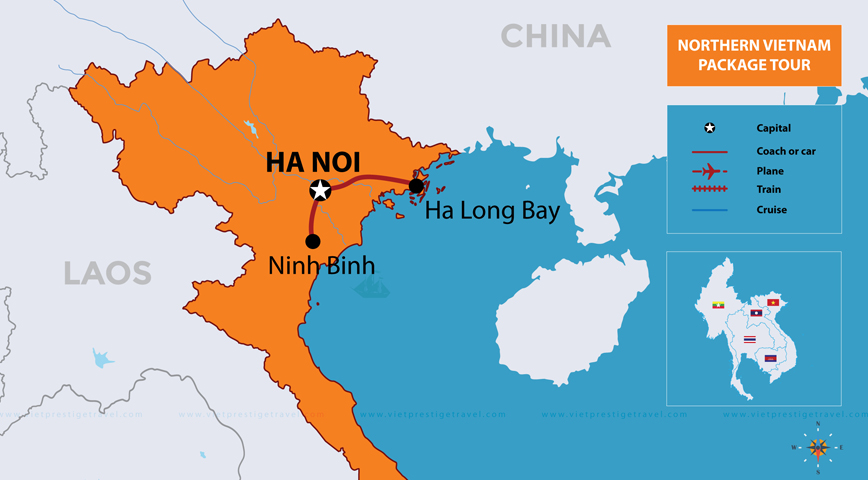 CHINA
NORTHERN VIETNAM
PACKAGE TOUR
Capital
Coach or car
Plane
Train
Cruise
HA NOI
Ha Long Bay
Ninh Binh
LAOS
www.vietprestigetravel.com www.vietprestigetravel.com www.vietprestigetravel.com www.vietprestigetravel.com www.vietprestigetravel.com
N
W E
S